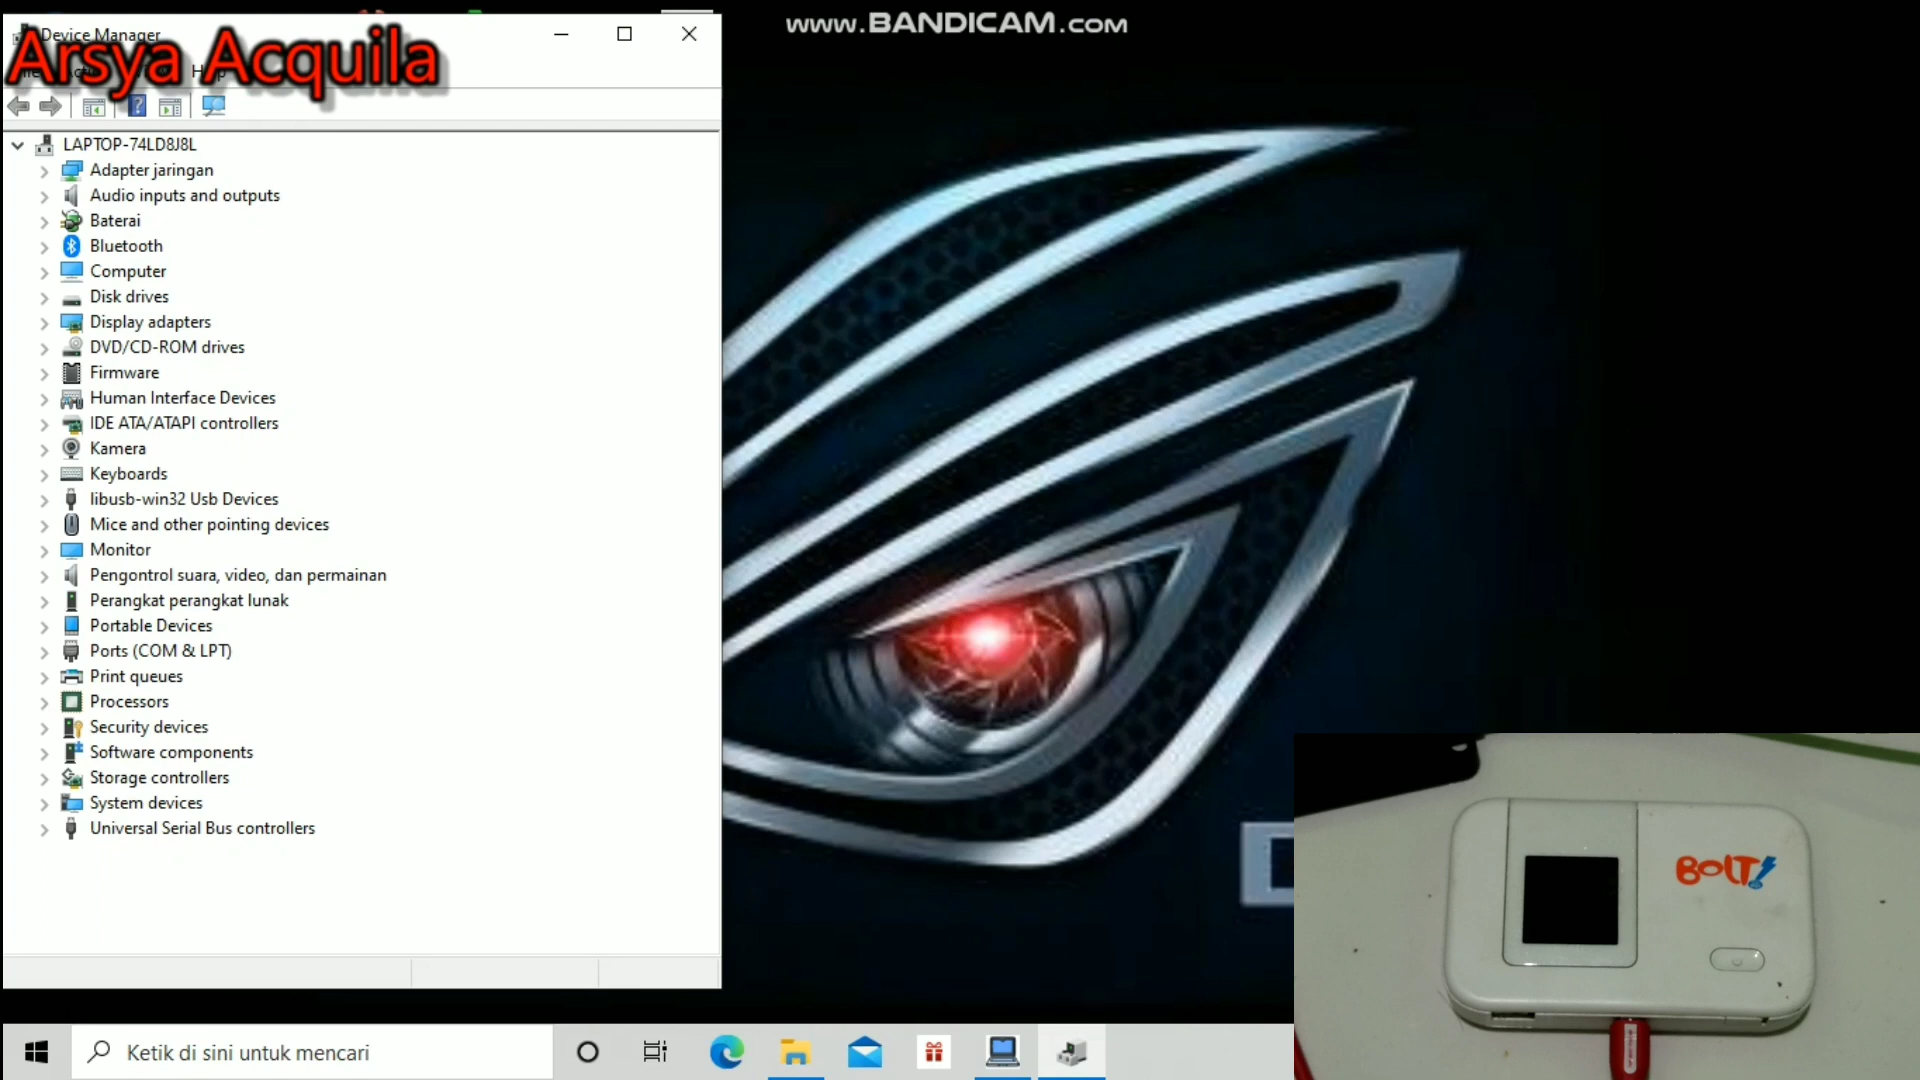 www.BANDICAM.com
Device Manager
Arsya Acquila
LAPTOP-74LD8J8L
Adapter jaringan
Audio inputs and outputs
Baterai
Bluetooth
Computer
Disk drives
Display adapters
DVD/CD-ROM drives
Firmware
Human Interface Devices
IDE ATA/ATAPI controllers
Kamera
Keyboards
libusb-win32 Usb Devices
Mice and other pointing devices
Monitor
Pengontrol suara, video, dan permainan
Perangkat perangkat lunak
Portable Devices
Ports (COM & LPT)
Print queues
Processors
Security devices
Software components
Storage controllers
System devices
Universal Serial Bus controllers
BOLT!
Ketik di sini untuk mencari